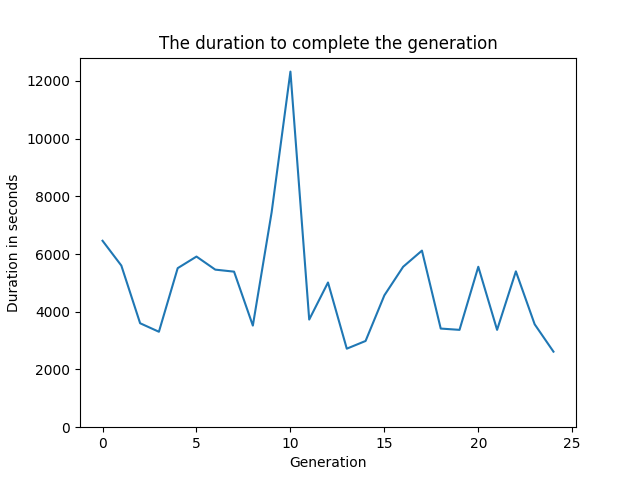 The duration to complete the generation
12000
10000
8000
6000
4000
2000
0
Duration in seconds
0 5 10 15 20 25
Generation